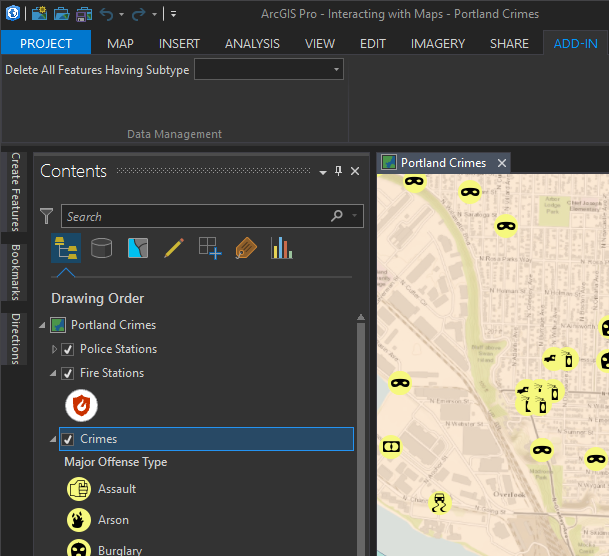 ArcGIS Pro - Interacting with Maps - Portland Crimes
PROJECT MAP INSERT ANALYSIS VIEW EDIT IMAGERY SHARE ADD-IN
Delete All Features Having Subtype
Data Management
Create Features
Bookmarks
Directions
Contents
Search
Drawing Order
Portland Crimes
Police Stations
Fire Stations
Crimes
Major Offense Type
Assault
Arson
Burglary
Portland Crimes
Overlook